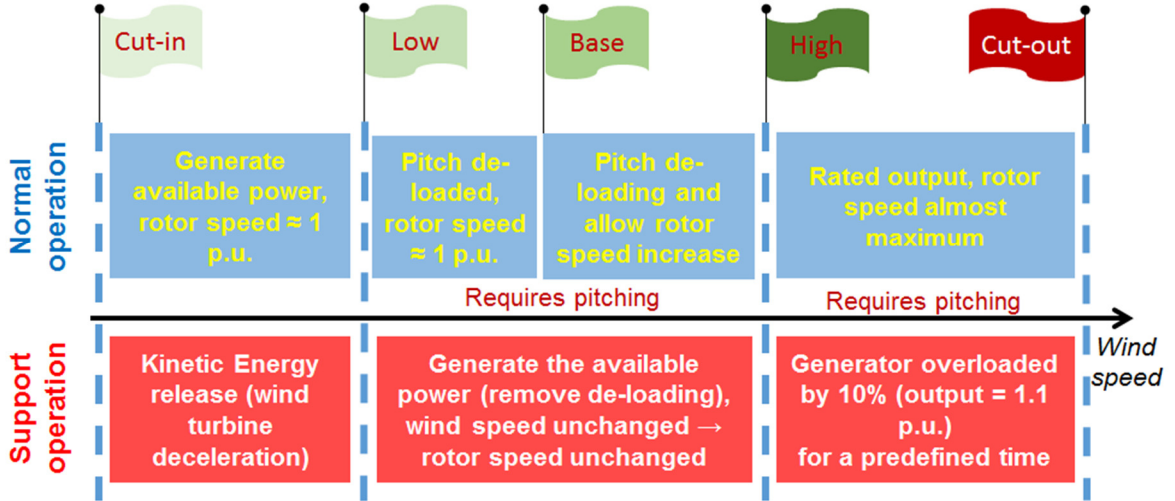 Cut-in
Low
Base
High
Cut-out
Normal
operation
Generate
available power,
rotor speed ≈ 1
p.u.
Pitch de-
loaded,
rotor speed
≈ 1 p.u.
Pitch de-
loading and
allow rotor
speed increase
Rated output, rotor
speed almost
maximum
Requires pitching
Requires pitching
Wind
speed
Support
operation
Kinetic Energy
release (wind
turbine
deceleration)
Generate the available
power (remove de-loading),
wind speed unchanged →
rotor speed unchanged
Generator overloaded
by 10% (output = 1.1
p.u.)
for a predefined time